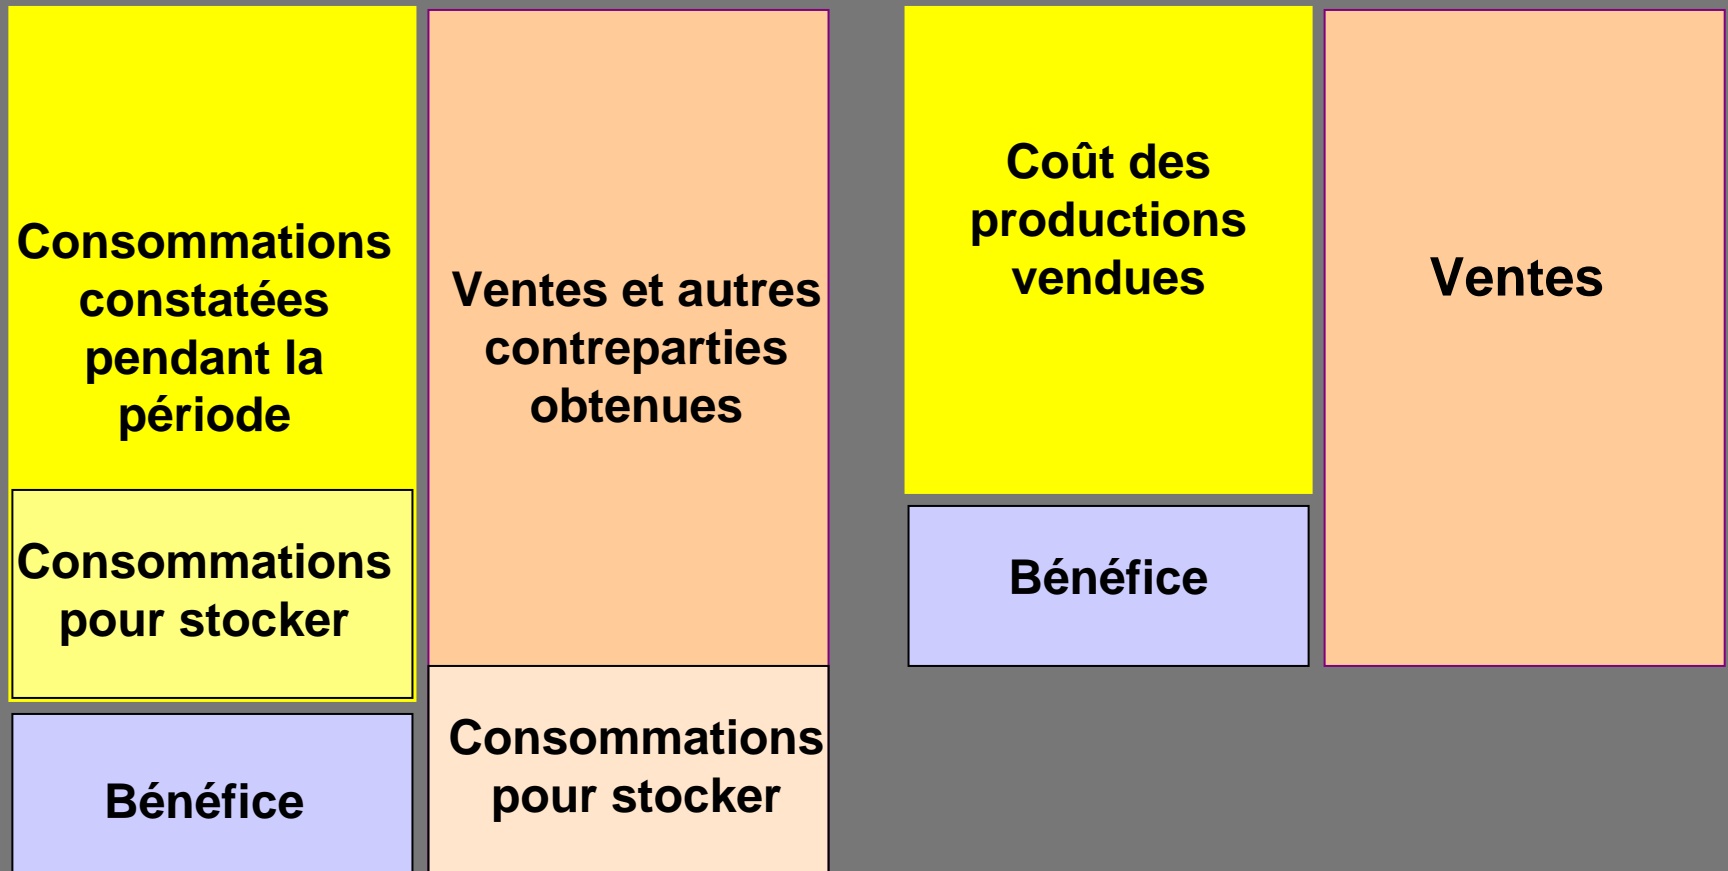 Consommations
constatées
pendant la
période
Consommations
pour stocker
Bénéfice
Ventes et autres
contreparties
obtenues
Consommations
pour stocker
Coût des
productions
vendues
Bénéfice
Ventes